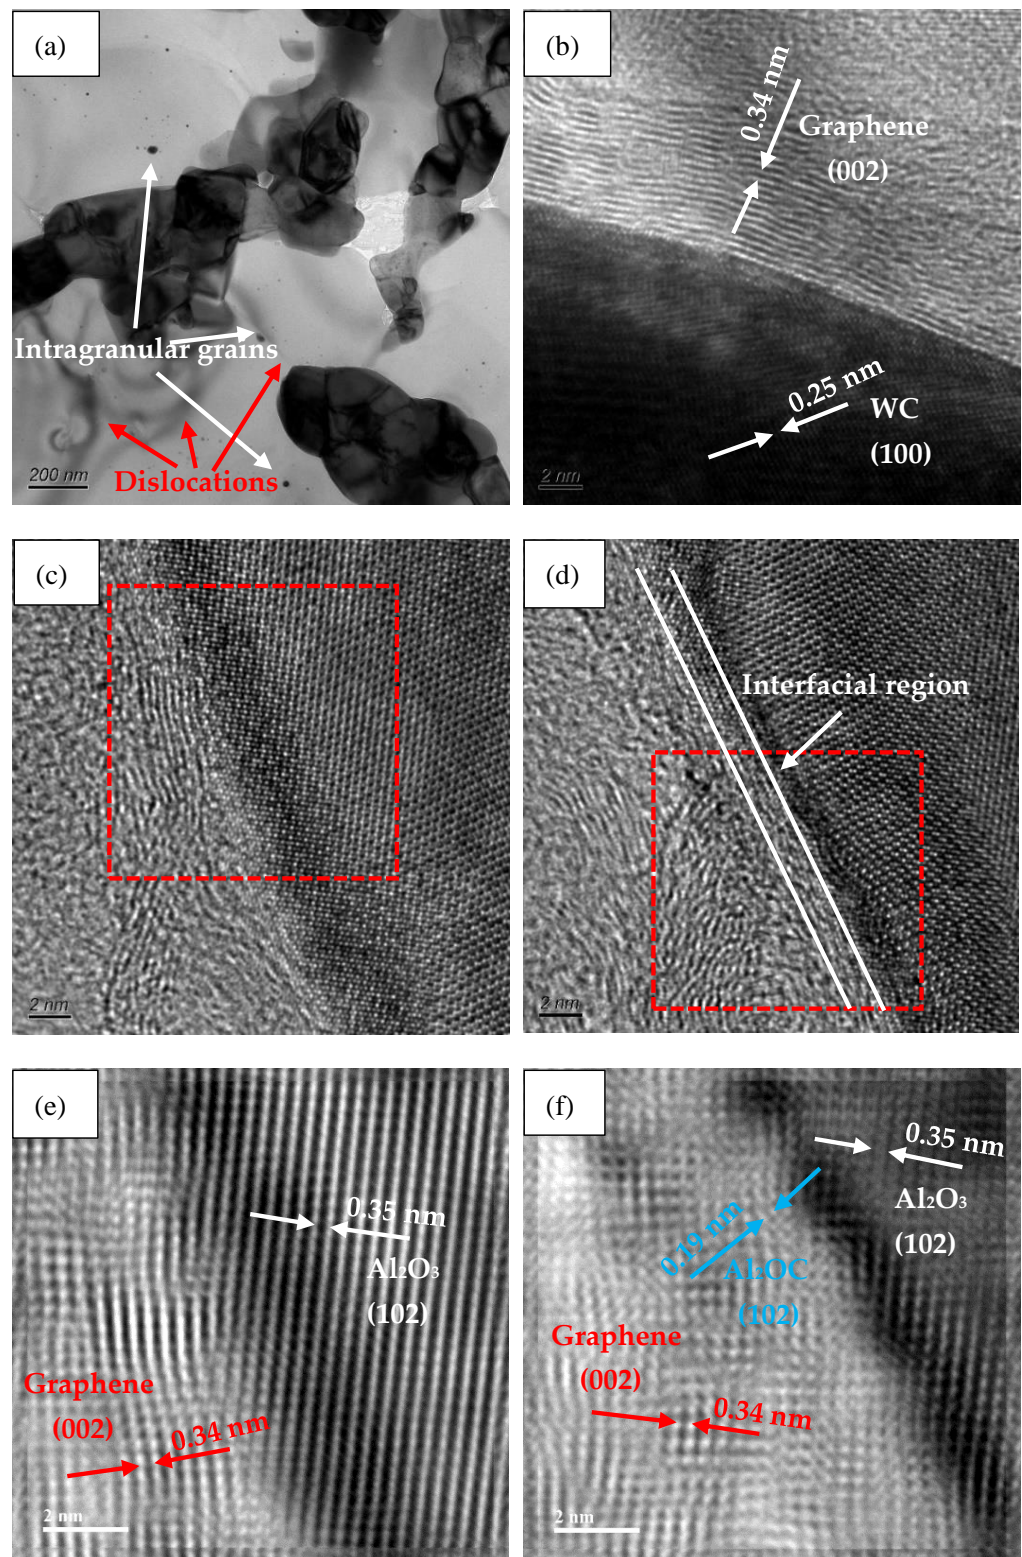 (a)
Intragranular grains
Dislocations
200 nm
(b)
0.34 nm
Graphene
(002)
0.25 nm
WC
(100)
2 nm
(c)
2 nm
(d)
Interfacial region
2 nm
(e)
0.35 nm
Al₂O₃
(102)
Graphene
(002)
0.34 nm
2 nm
(f)
0.35 nm
Al₂O₃
(102)
0.19 nm
Al₂OC
(102)
Graphene
(002)
0.34 nm
2 nm